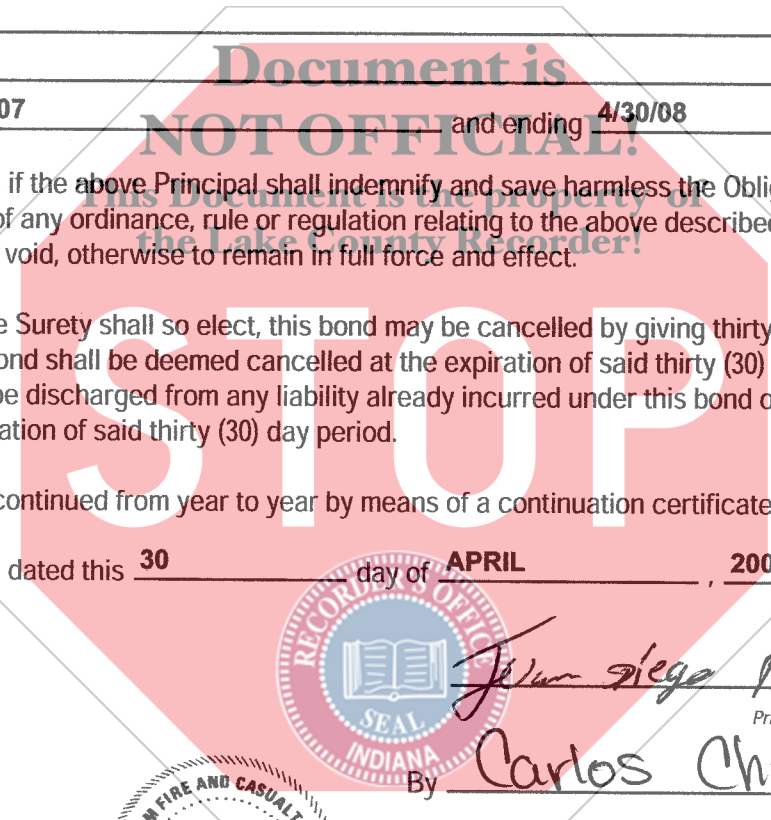 Document is
07 and ending 4/30/08
NOT OFFICIAL!
if the above Principal shall indemnify and save harmless the Oblig
This Document is the property of
of any ordinance, rule or regulation relating to the above described
the Lake County Recorder!
void, otherwise to remain in full force and effect.
e Surety shall so elect, this bond may be cancelled by giving thirty
ond shall be deemed cancelled at the expiration of said thirty (30)
be discharged from any liability already incurred under this bond o
ation of said thirty (30) day period.
STOP
continued from year to year by means of a continuation certificate
dated this 30 day of APRIL , 200
RECORDER'S OFFICE
SEAL
INDIANA
Juan Diego
Pri
By Carlos Ch
M FIRE AND CASUALT